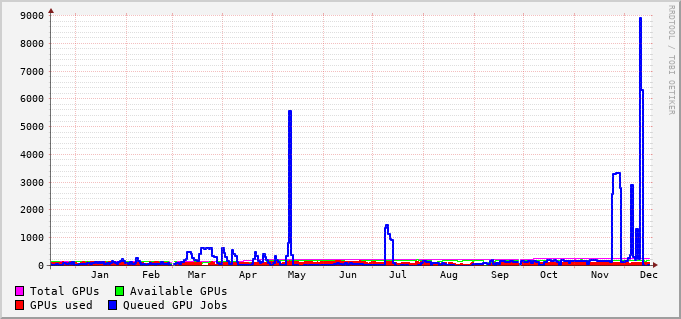 9000
8000
7000
6000
5000
4000
3000
2000
1000
0
Jan Feb Mar Apr May Jun Jul Aug Sep Oct Nov Dec
Total GPUs Available GPUs
GPUs used Queued GPU Jobs
RRDTOOL / TOBI OETIKER